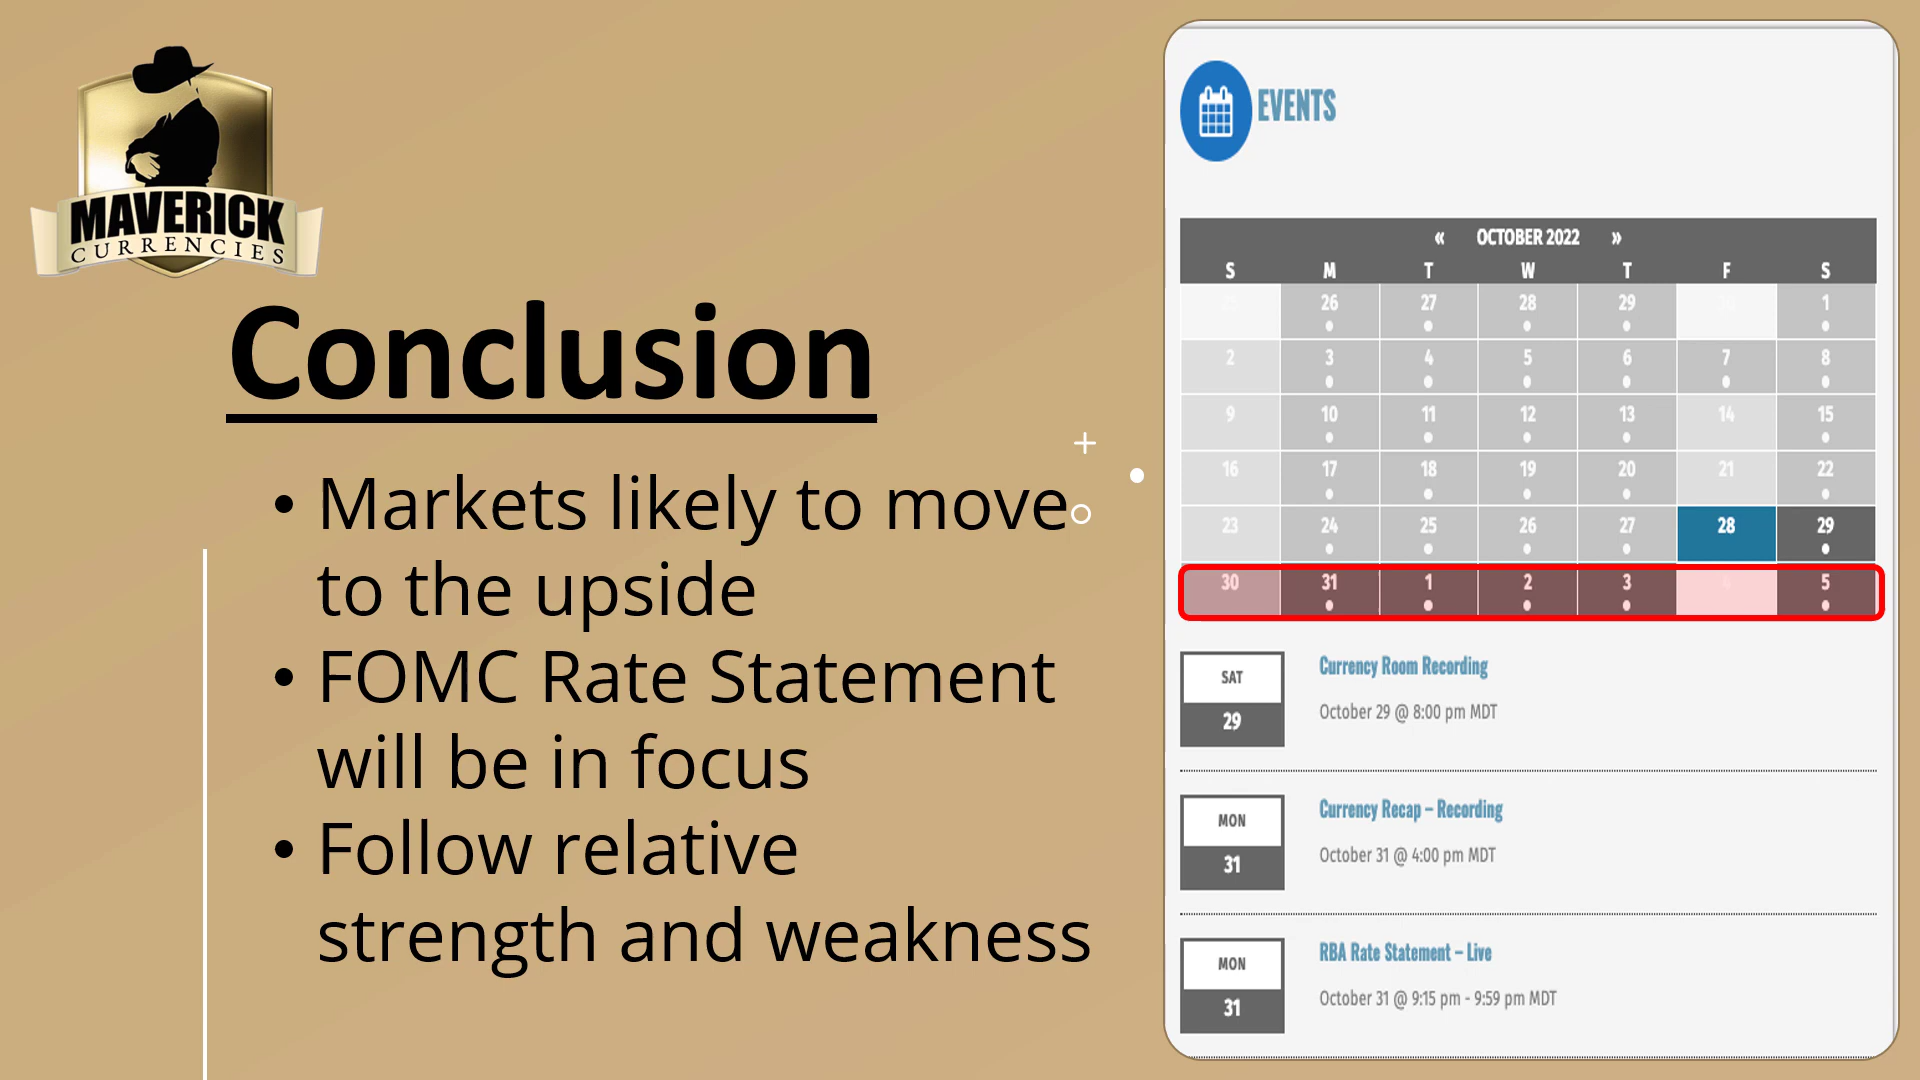 MAVERICK
CURRENCIES
Conclusion
• Markets likely to move
to the upside
• FOMC Rate Statement
will be in focus
• Follow relative
strength and weakness
EVENTS
« OCTOBER 2022 »
S M T W T F S
26 27 28 29 1
2 3 4 5 6 7 8
9 10 11 12 13 14 15
16 17 18 19 20 21 22
23 24 25 26 27 28 29
30 31 1 2 3 4 5
SAT
29
Currency Room Recording
October 29 @ 8:00 pm MDT
MON
31
Currency Recap – Recording
October 31 @ 4:00 pm MDT
MON
31
RBA Rate Statement – Live
October 31 @ 9:15 pm - 9:59 pm MDT